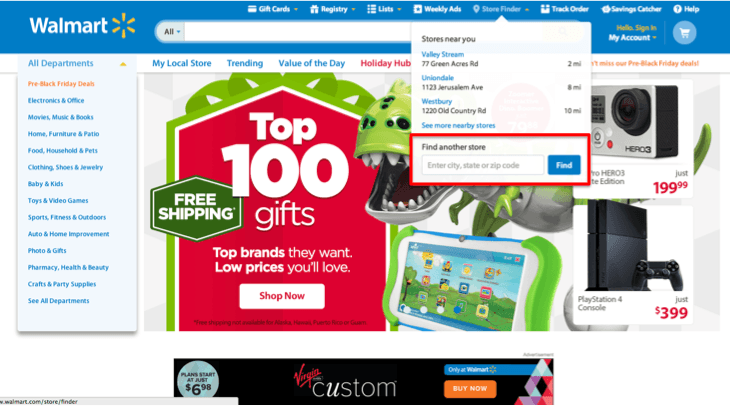 Gift Cards
Registry
Lists
Weekly Ads
Store Finder
Track Order
Savings Catcher
Help
Walmart
All
Hello. Sign In
My Account
All Departments
My Local Store
Trending
Value of the Day
Holiday Hub
't miss our Pre-Black Friday deals!
Stores near you
Valley Stream
77 Green Acres Rd
2 mi
Uniondale
1123 Jerusalem Ave
8 mi
Westbury
1220 Old Country Rd
10 mi
See more nearby stores
Find another store
Enter city, state or zip code
Find
Pre-Black Friday Deals
Electronics & Office
Movies, Music & Books
Home, Furniture & Patio
Food, Household & Pets
Clothing, Shoes & Jewelry
Baby & Kids
Toys & Video Games
Sports, Fitness & Outdoors
Auto & Home Improvement
Photo & Gifts
Pharmacy, Health & Beauty
Crafts & Party Supplies
See All Departments
Top
100
gifts
FREE
SHIPPING*
Top brands they want.
Low prices you'll love.
Shop Now
*Free shipping not available for Alaska, Hawaii, Puerto Rico or Guam.
HERO3
Pro HERO3
te Edition
just
199.99
PlayStation 4
Console
just
$399
Advertisement
PLANS START
AT JUST
$6.98
Virgin
custom
Only at Walmart
BUY NOW
w.walmart.com/store/finder